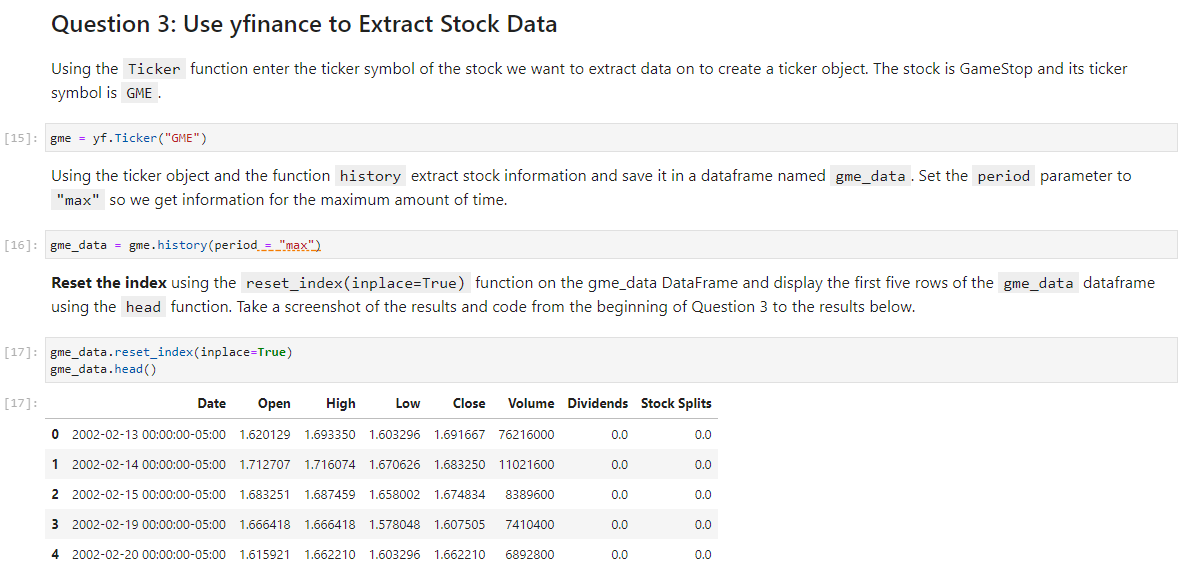 Question 3: Use yfinance to Extract Stock Data
Using the Ticker function enter the ticker symbol of the stock we want to extract data on to create a ticker object. The stock is GameStop and its ticker
symbol is GME .
[15]: gme = yf.Ticker("GME")
Using the ticker object and the function history extract stock information and save it in a dataframe named gme_data . Set the period parameter to
"max" so we get information for the maximum amount of time.
[16]: gme_data = gme.history(period = "max")
Reset the index using the reset_index(inplace=True) function on the gme_data DataFrame and display the first five rows of the gme_data dataframe
using the head function. Take a screenshot of the results and code from the beginning of Question 3 to the results below.
[17]: gme_data.reset_index(inplace=True)
gme_data.head()
[17]: Date Open High Low Close Volume Dividends Stock Splits
0 2002-02-13 00:00:00-05:00 1.620129 1.693350 1.603296 1.691667 76216000 0.0 0.0
1 2002-02-14 00:00:00-05:00 1.712707 1.716074 1.670626 1.683250 11021600 0.0 0.0
2 2002-02-15 00:00:00-05:00 1.683251 1.687459 1.658002 1.674834 8389600 0.0 0.0
3 2002-02-19 00:00:00-05:00 1.666418 1.666418 1.578048 1.607505 7410400 0.0 0.0
4 2002-02-20 00:00:00-05:00 1.615921 1.662210 1.603296 1.662210 6892800 0.0 0.0